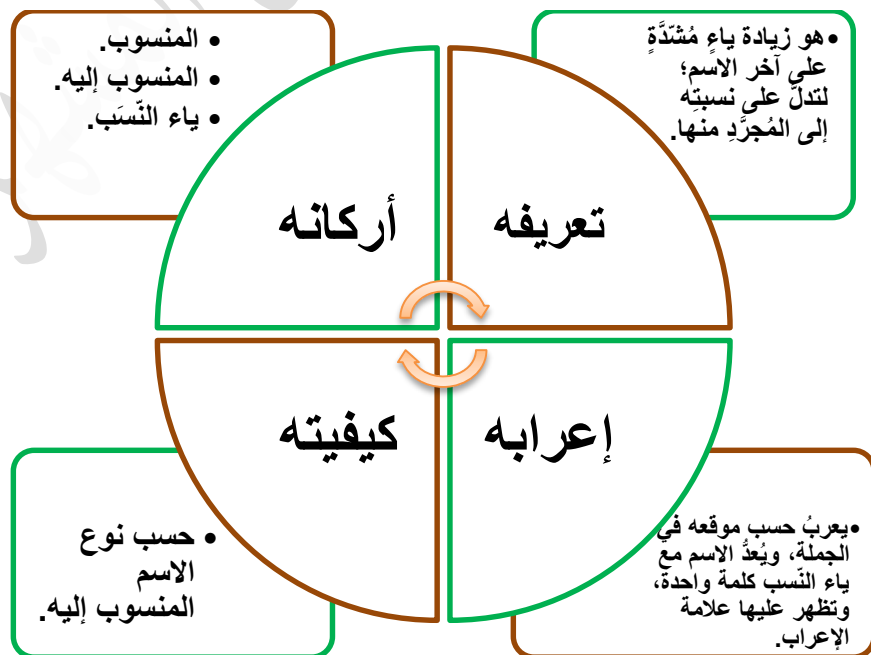 تعريفه
• هو زيادة ياءٍ مُشدَّدَةٍ
على آخر الاسم؛
لتدلَّ على نسبتِه
إلى المُجرَّدِ منها.
أركانه
• المنسوب.
• المنسوب إليه.
• ياء النّسَب.
إعرابه
• يعربُ حسب موقعه في
الجملة، ويُعدُّ الاسم مع
ياء النّسب كلمة واحدة،
وتظهر عليها علامة
الإعراب.
كيفيته
• حسب نوع
الاسم
المنسوب إليه.